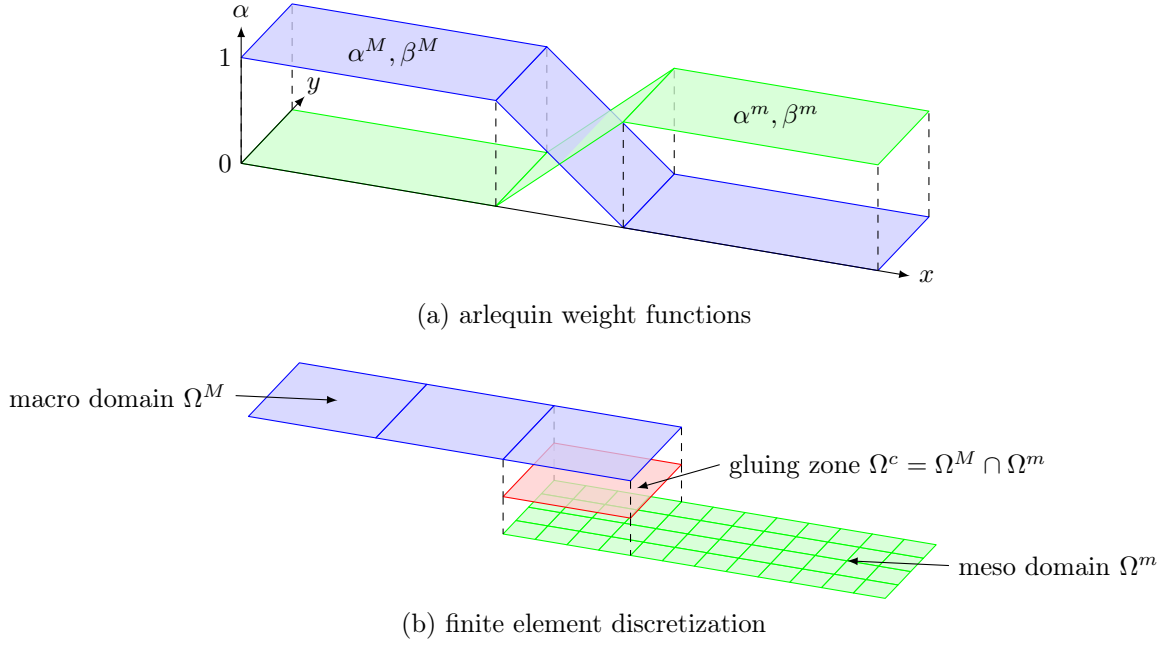 α
α^M, β^M
1
y
α^m, β^m
0
x
(a) arlequin weight functions
macro domain Ω^M
gluing zone Ω^c = Ω^M ∩ Ω^m
meso domain Ω^m
(b) finite element discretization